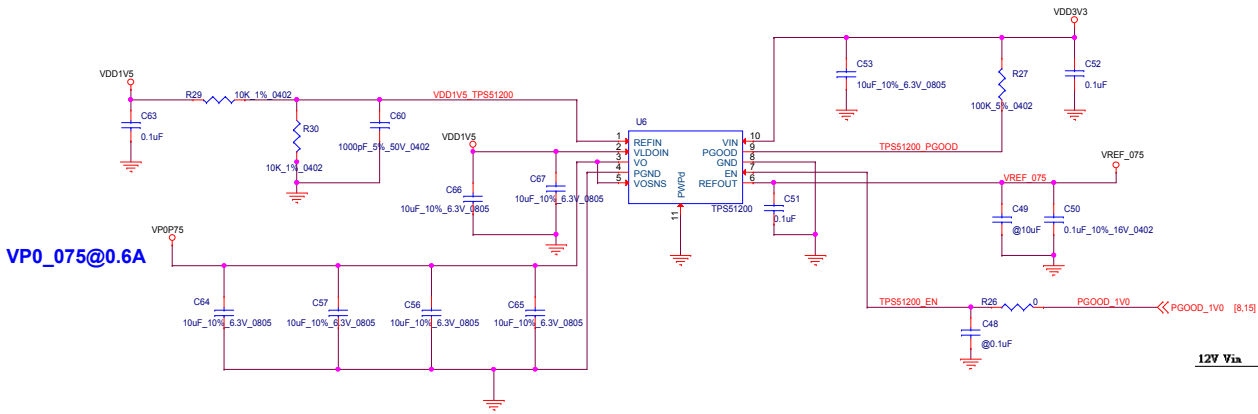 VDD3V3
VDD1V5
C53
10uF_10%_6.3V_0805
R27
100K_5%_0402
C52
0.1uF
R29
10K_1%_0402
VDD1V5_TPS51200
C63
0.1uF
R30
10K_1%_0402
C60
1000pF_5%_50V_0402
U6
1
REFIN
2
VLDOIN
3
VO
4
PGND
5
VOSNS
VIN
10
PGOOD
9
GND
8
EN
7
REFOUT
6
PWPd
11
TPS51200
TPS51200_PGOOD
VDD1V5
C66
10uF_10%_6.3V_0805
C67
10uF_10%_6.3V_0805
VREF_075
VREF_075
C51
0.1uF
C49
@10uF
C50
0.1uF_10%_16V_0402
VP0P75
VP0_075@0.6A
C64
10uF_10%_6.3V_0805
C57
10uF_10%_6.3V_0805
C56
10uF_10%_6.3V_0805
C65
10uF_10%_6.3V_0805
TPS51200_EN
R26
0
PGOOD_1V0
PGOOD_1V0 [8,15]
C48
@0.1uF
12V Vin